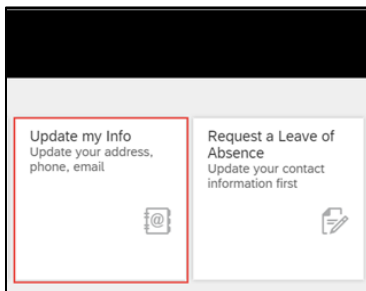 Update my Info
Update your address,
phone, email
Request a Leave of
Absence
Update your contact
information first